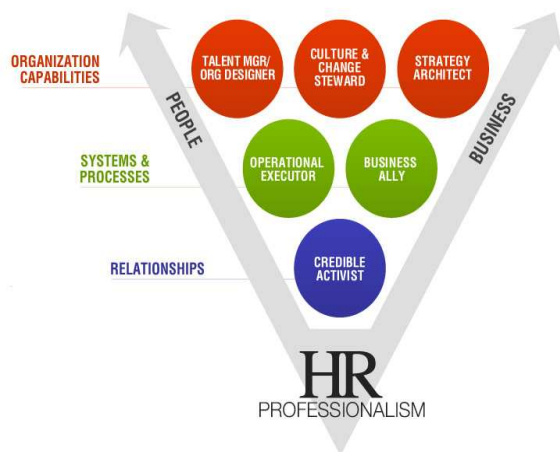 ORGANIZATION
CAPABILITIES
TALENT MGR/
ORG DESIGNER
CULTURE &
CHANGE
STEWARD
STRATEGY
ARCHITECT
PEOPLE
BUSINESS
SYSTEMS &
PROCESSES
OPERATIONAL
EXECUTOR
BUSINESS
ALLY
RELATIONSHIPS
CREDIBLE
ACTIVIST
HR
PROFESSIONALISM